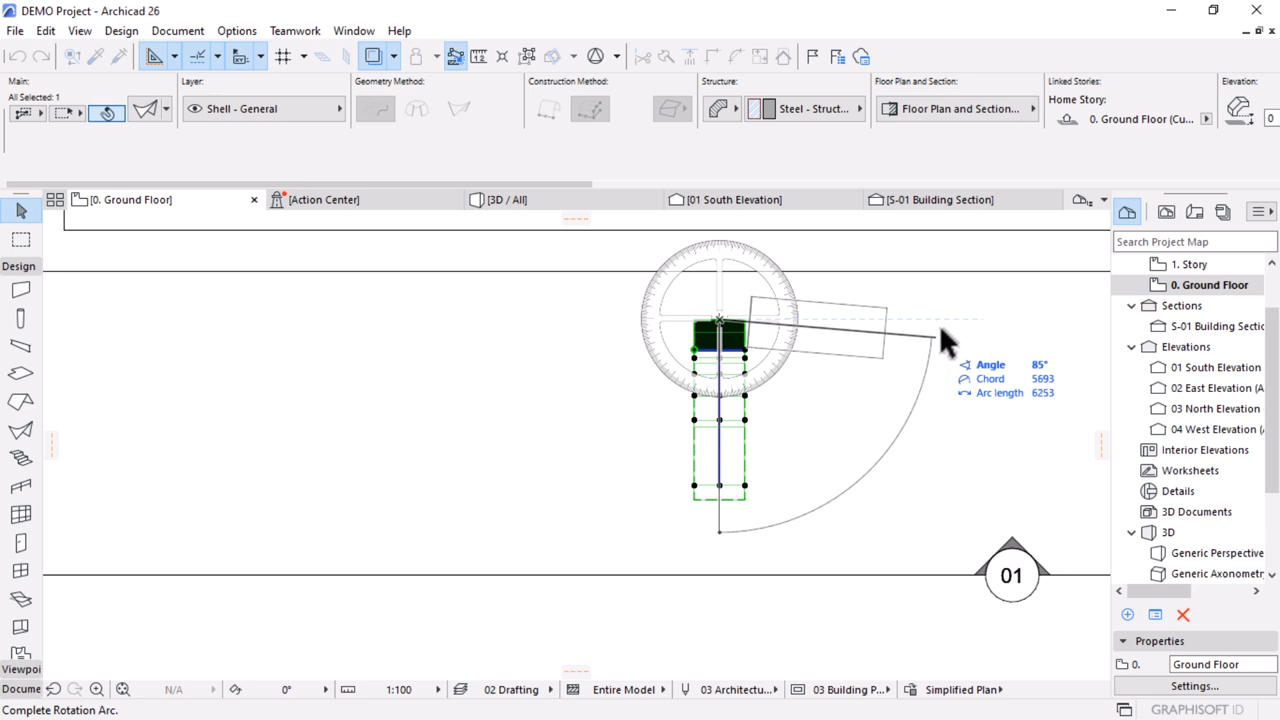 DEMO Project - Archicad 26
File Edit View Design Document Options Teamwork Window Help
Main:
All Selected: 1
Layer:
Shell - General
Geometry Method:
Construction Method:
Structure:
Steel - Struct...
Floor Plan and Section:
Floor Plan and Section...
Linked Stories:
Home Story:
0. Ground Floor (Cu...
Elevation:
0
[0. Ground Floor] [Action Center] [3D / All] [01 South Elevation] [S-01 Building Section]
Design
Search Project Map
1. Story
0. Ground Floor
Sections
S-01 Building Sectio
Elevations
01 South Elevation
02 East Elevation (A
03 North Elevation
04 West Elevation (A
Interior Elevations
Worksheets
Details
3D Documents
3D
Generic Perspective
Generic Axonometr
Angle 85°
Chord 5693
Arc length 6253
01
Properties
0. Ground Floor
Settings...
Viewpoi
Docume
N/A 0° 1:100 02 Drafting Entire Model 03 Architectu... 03 Building P... Simplified Plan
Complete Rotation Arc.
GRAPHISOFT ID